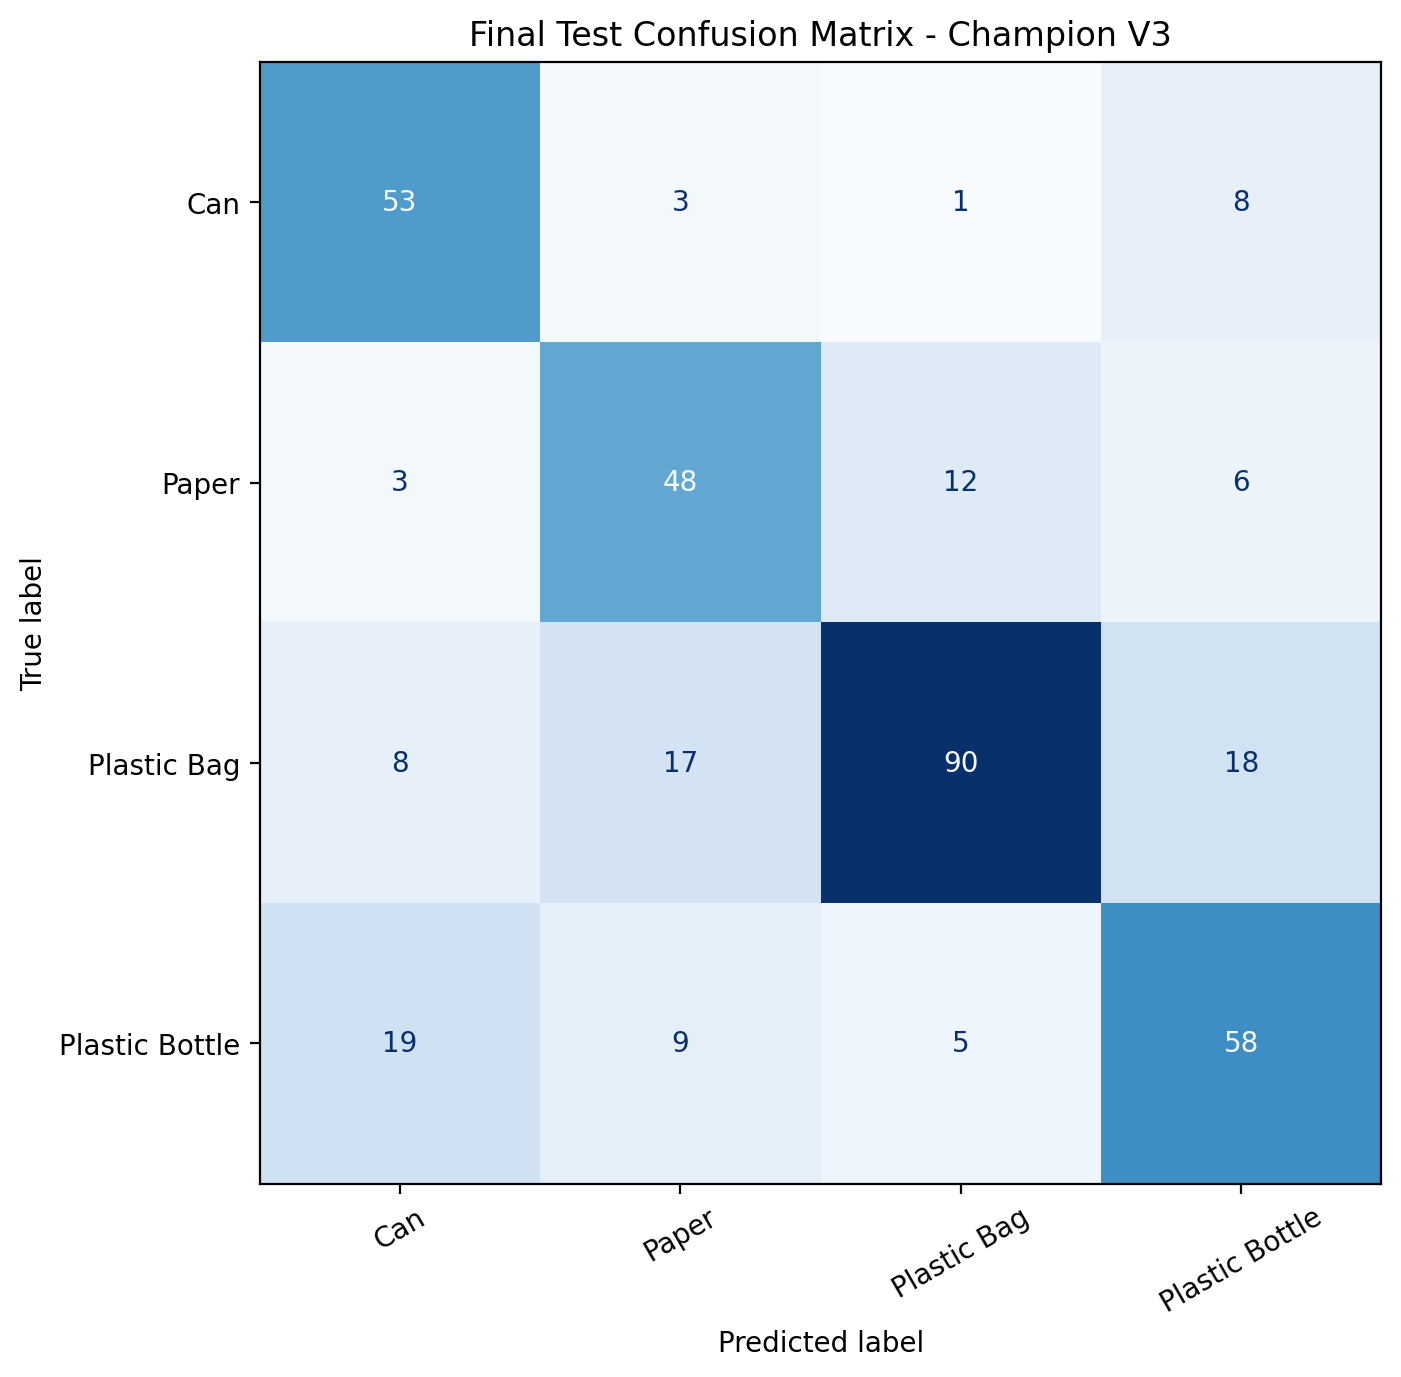 Final Test Confusion Matrix - Champion V3
Can
53
3
1
8
Paper
3
48
12
6
True label
Plastic Bag
8
17
90
18
Plastic Bottle
19
9
5
58
Can
Paper
Plastic Bag
Plastic Bottle
Predicted label